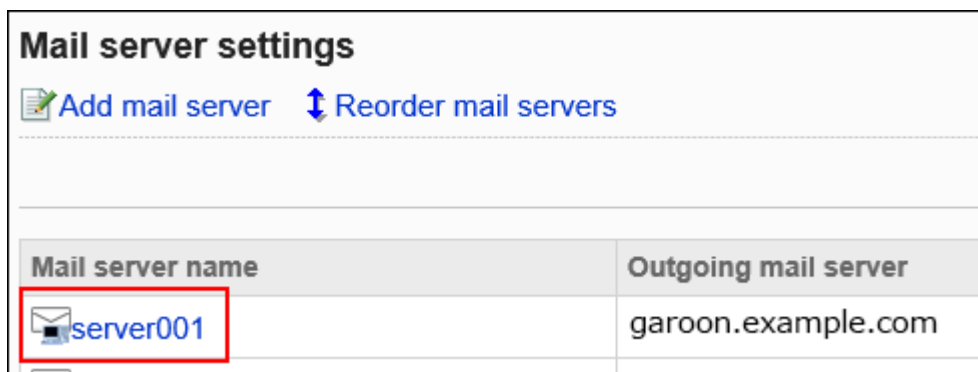 Mail server settings
Add mail server Reorder mail servers
Mail server name Outgoing mail server
server001 garoon.example.com